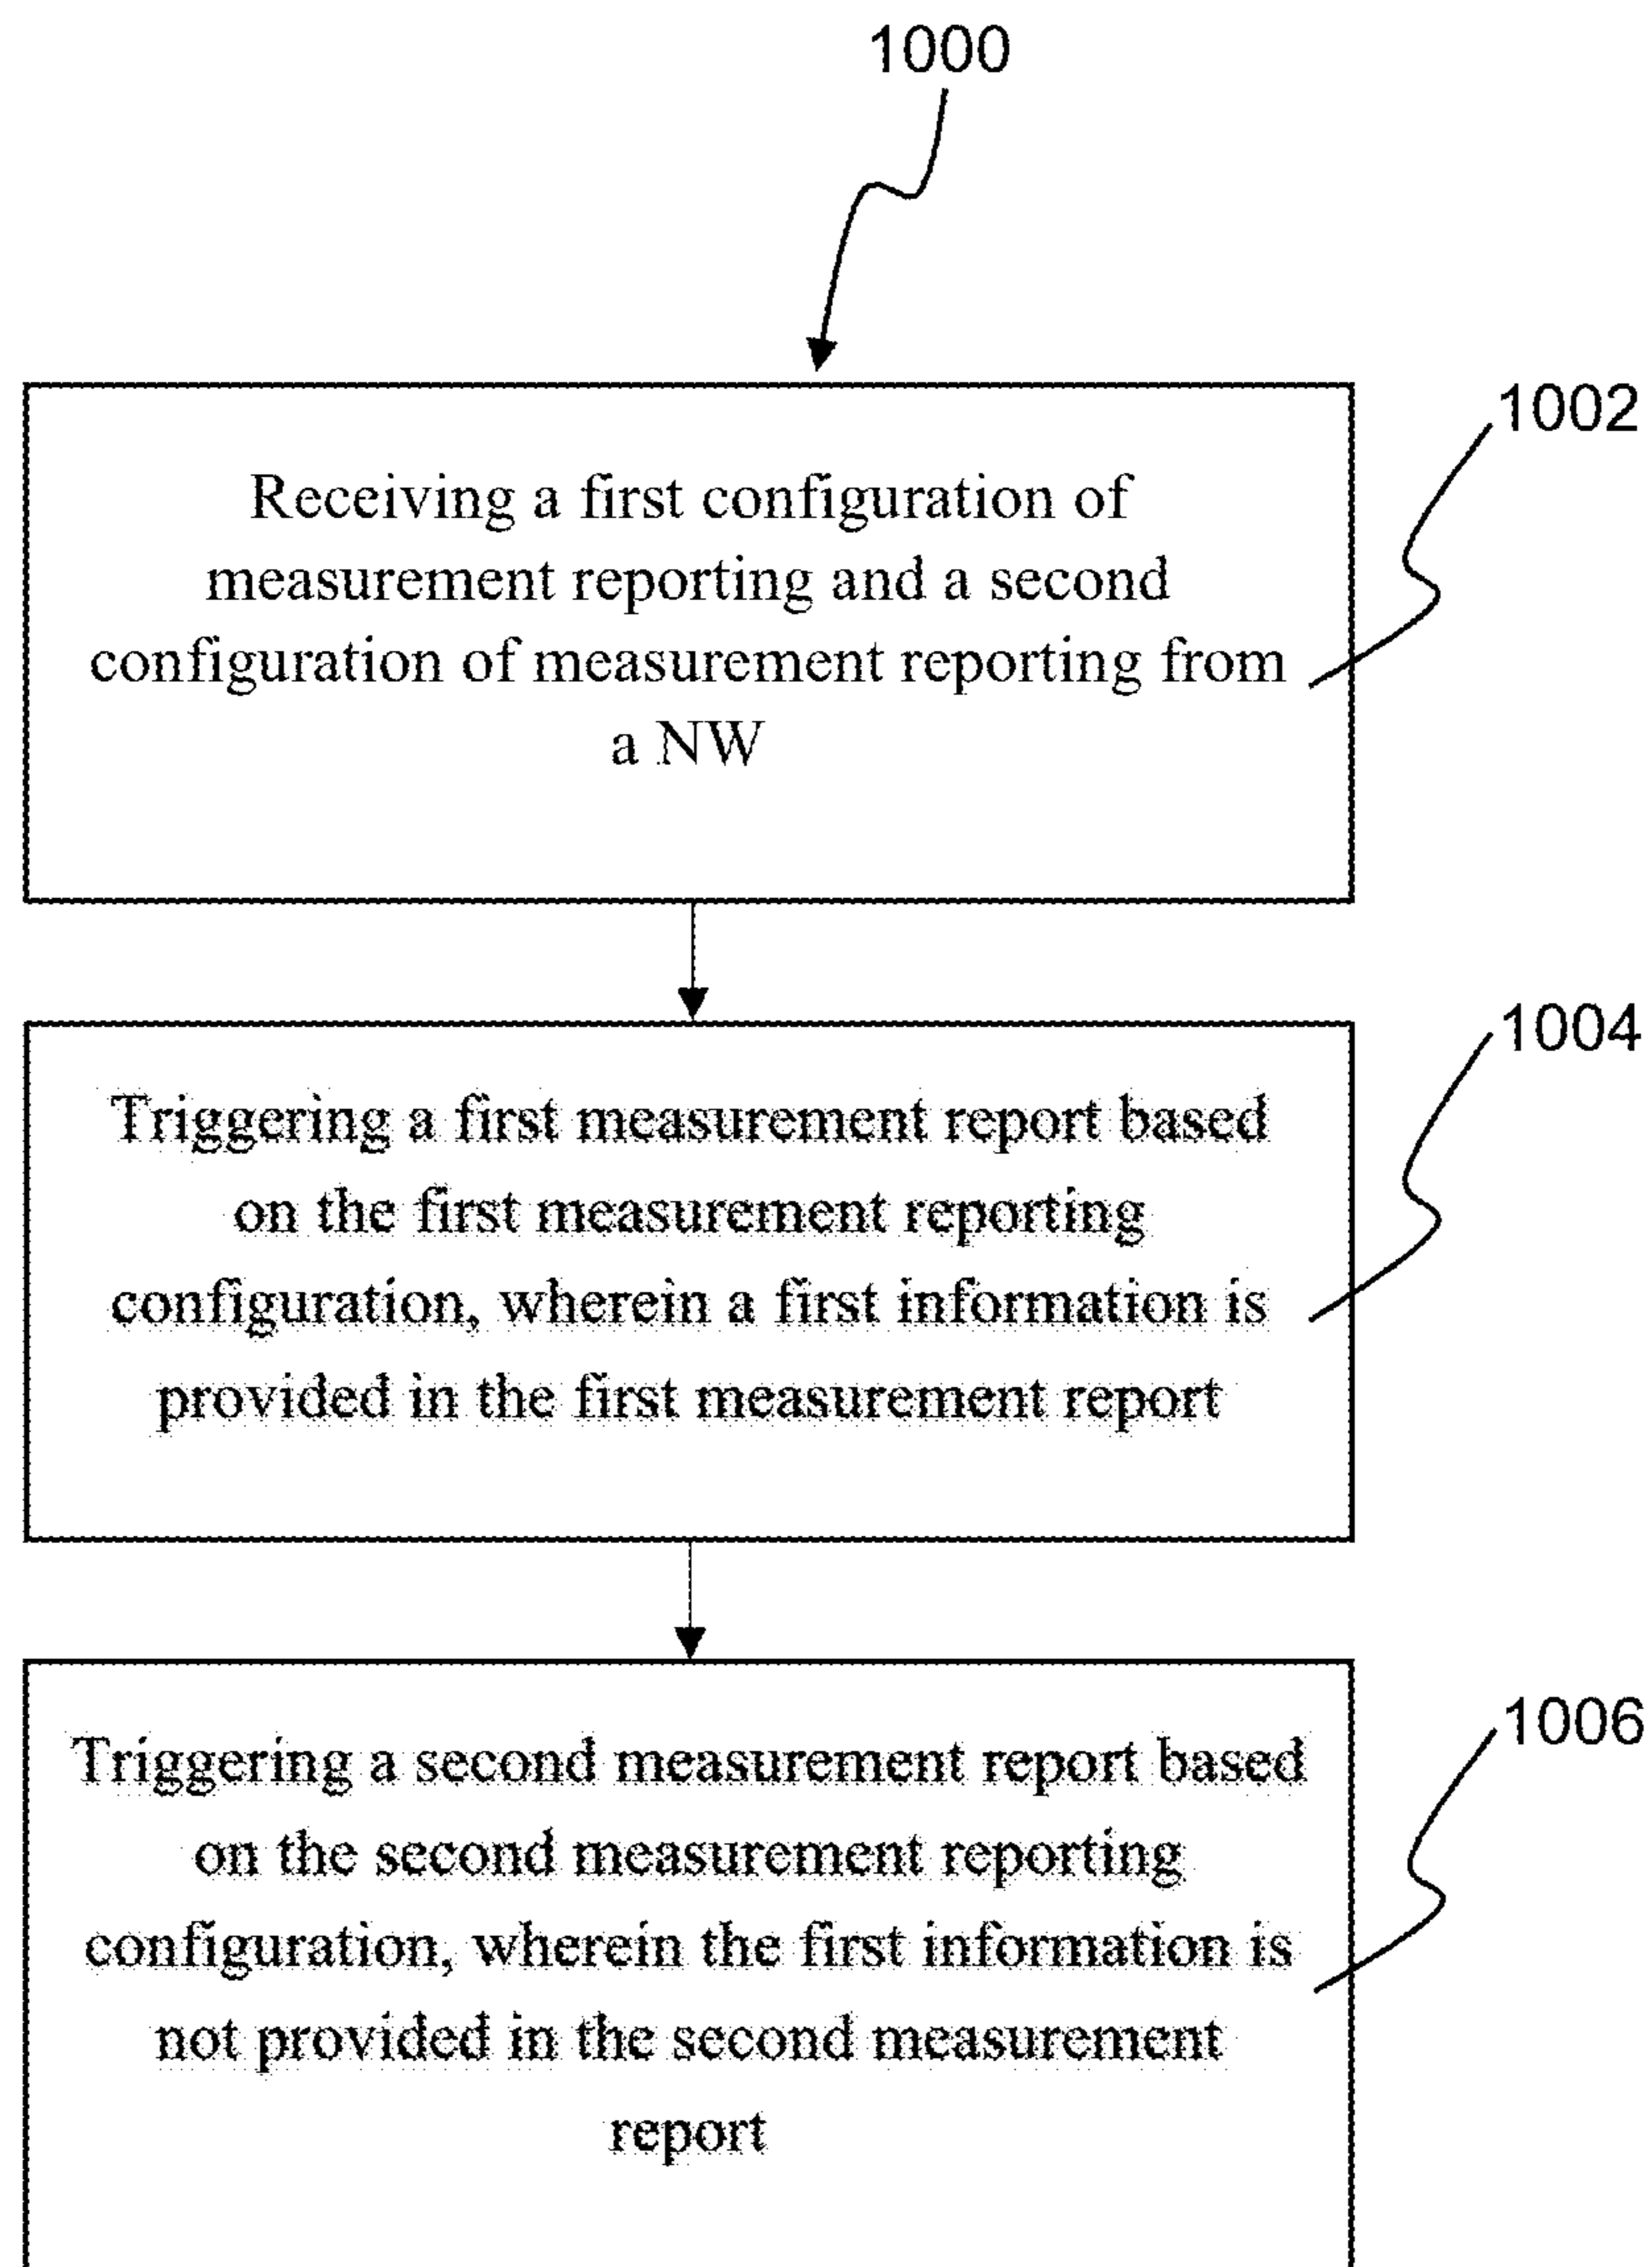 1000
1002
Receiving a first configuration of
measurement reporting and a second
configuration of measurement reporting from
a NW
1004
Triggering a first measurement report based
on the first measurement reporting
configuration, wherein a first information is
provided in the first measurement report
1006
Triggering a second measurement report based
on the second measurement reporting
configuration, wherein the first information is
not provided in the second measurement
report